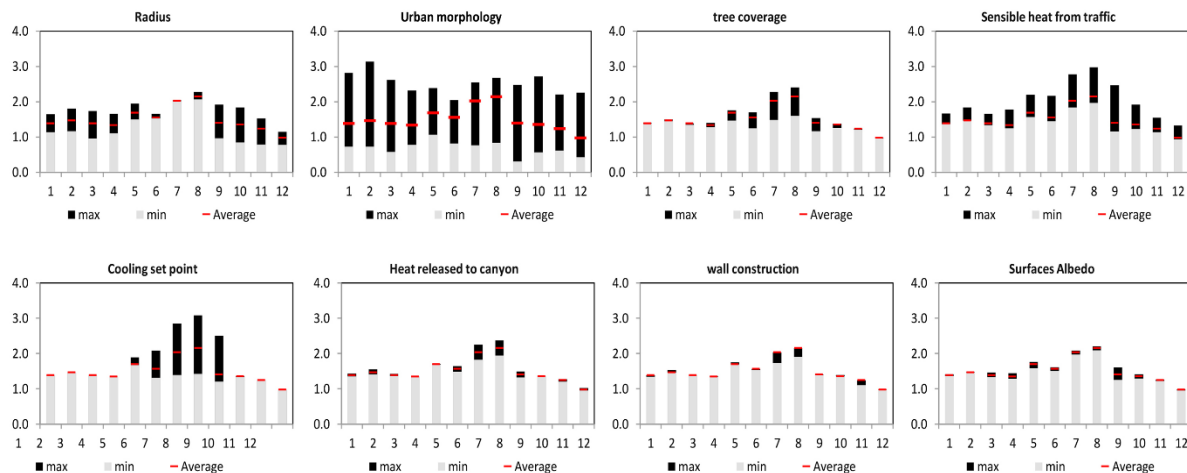 Radius
4.0
3.0
2.0
1.0
0.0
1 2 3 4 5 6 7 8 9 10 11 12
max min Average
Urban morphology
4.0
3.0
2.0
1.0
0.0
1 2 3 4 5 6 7 8 9 10 11 12
max min Average
tree coverage
4.0
3.0
2.0
1.0
0.0
1 2 3 4 5 6 7 8 9 10 11 12
max min Average
Sensible heat from traffic
4.0
3.0
2.0
1.0
0.0
1 2 3 4 5 6 7 8 9 10 11 12
max min Average
Cooling set point
4.0
3.0
2.0
1.0
0.0
1 2 3 4 5 6 7 8 9 10 11 12
max min Average
Heat released to canyon
4.0
3.0
2.0
1.0
0.0
1 2 3 4 5 6 7 8 9 10 11 12
max min Average
wall construction
4.0
3.0
2.0
1.0
0.0
1 2 3 4 5 6 7 8 9 10 11 12
max min Average
Surfaces Albedo
4.0
3.0
2.0
1.0
0.0
1 2 3 4 5 6 7 8 9 10 11 12
max min Average